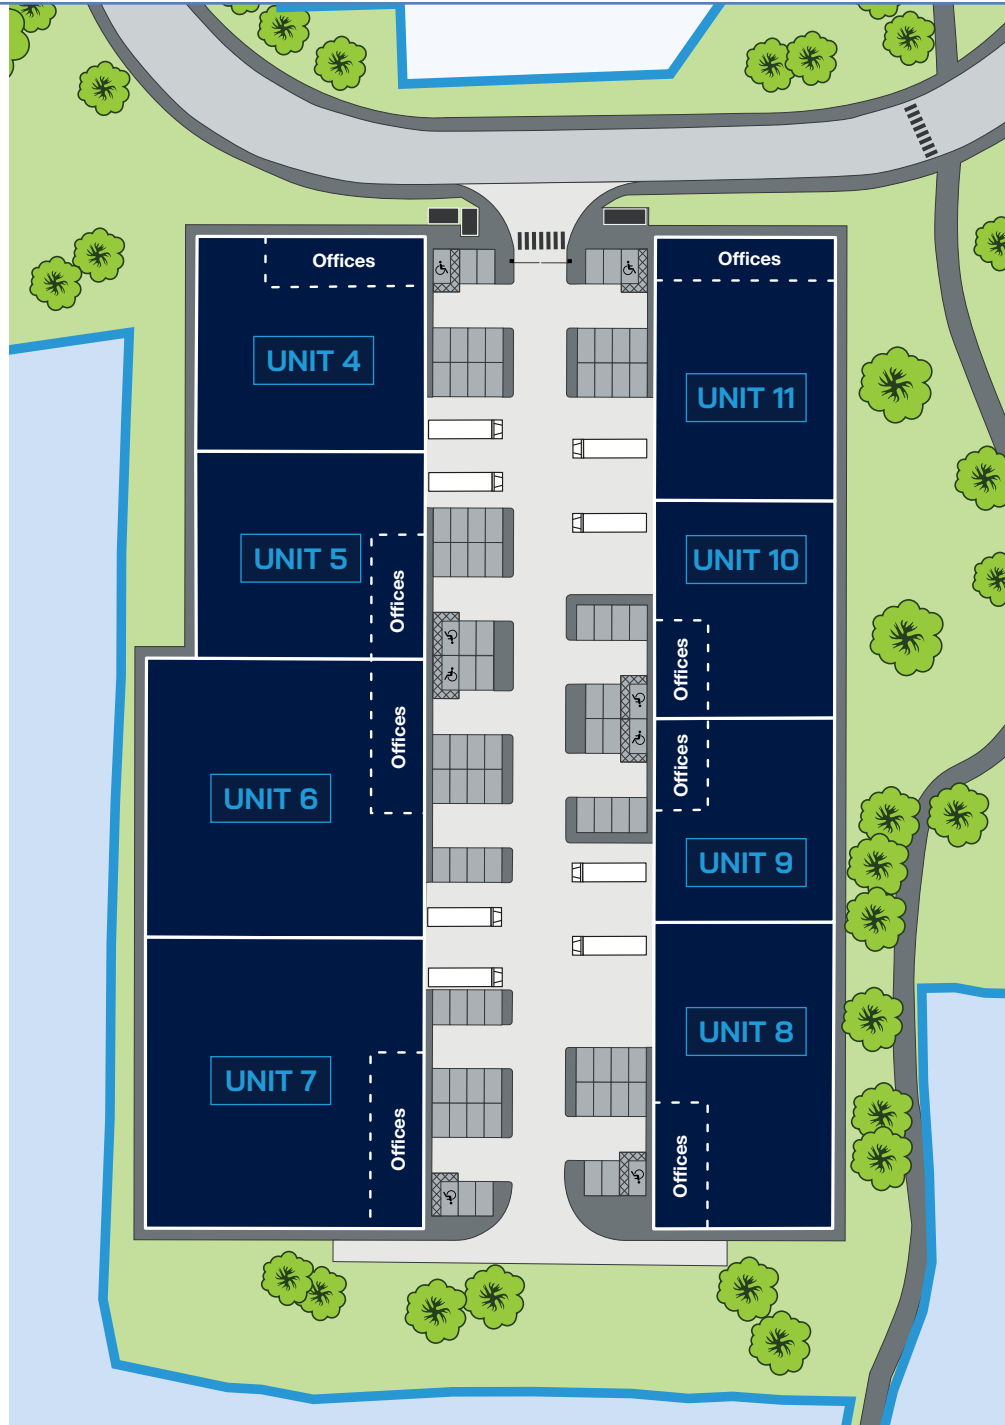 Offices
Offices
UNIT 4
UNIT 11
UNIT 5
UNIT 10
Offices
Offices
Offices
Offices
UNIT 6
UNIT 9
UNIT 8
UNIT 7
Offices
Offices